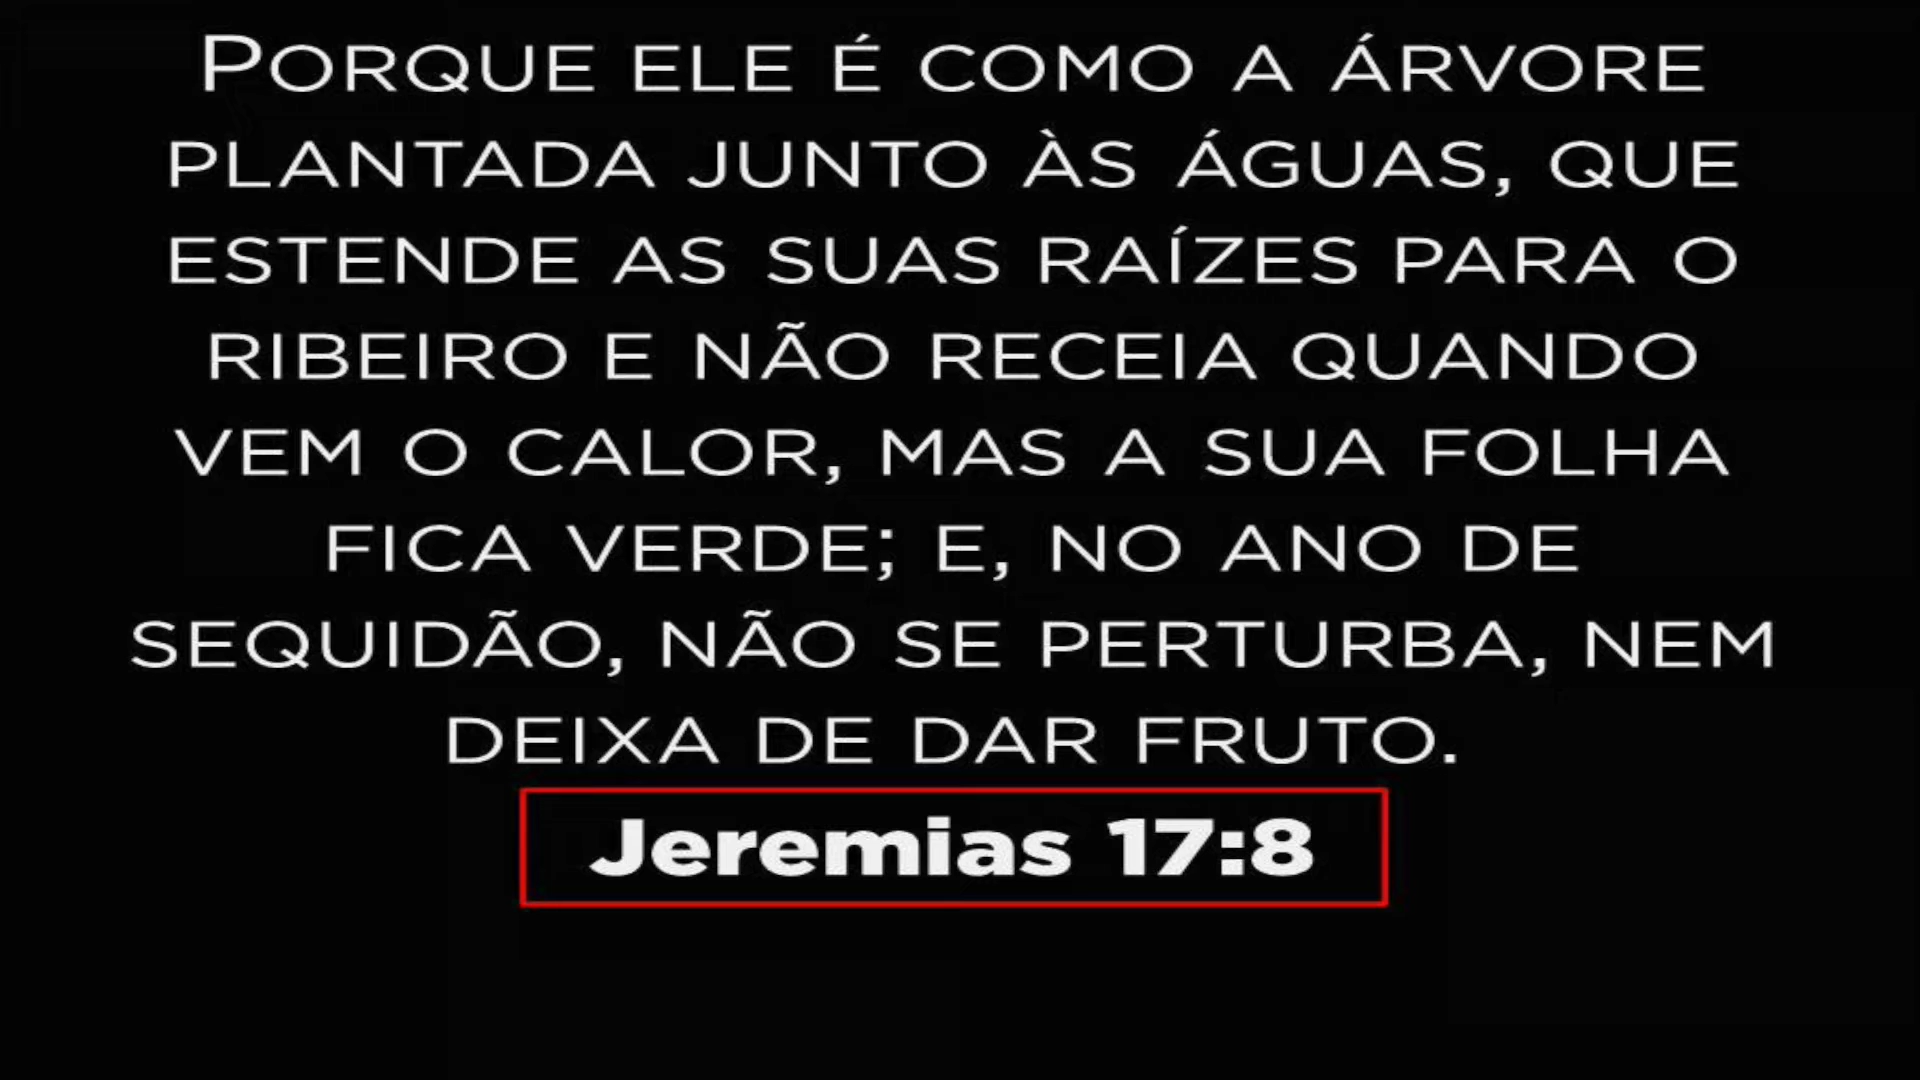 PORQUE ELE É COMO A ÁRVORE
PLANTADA JUNTO ÀS ÁGUAS, QUE
ESTENDE AS SUAS RAÍZES PARA O
RIBEIRO E NÃO RECEIA QUANDO
VEM O CALOR, MAS A SUA FOLHA
FICA VERDE; E, NO ANO DE
SEQUIDÃO, NÃO SE PERTURBA, NEM
DEIXA DE DAR FRUTO.
Jeremias 17:8